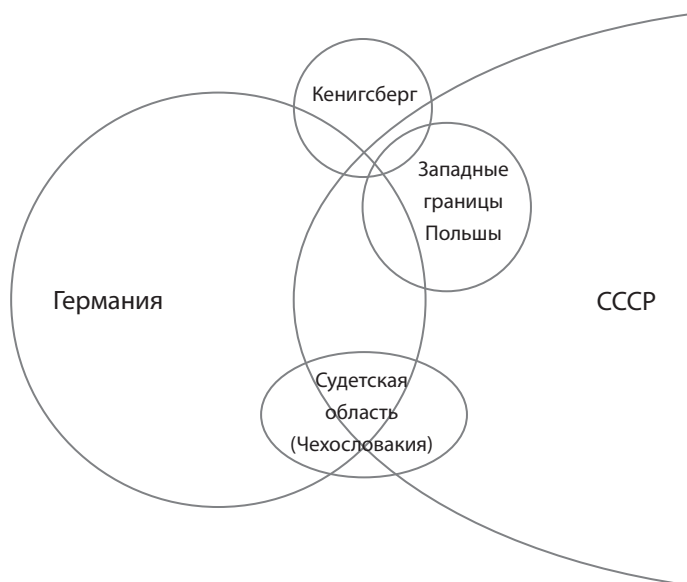 Кенигсберг
Западные
границы
Польшы
Германия
СССР
Судетская
область
(Чехословакия)